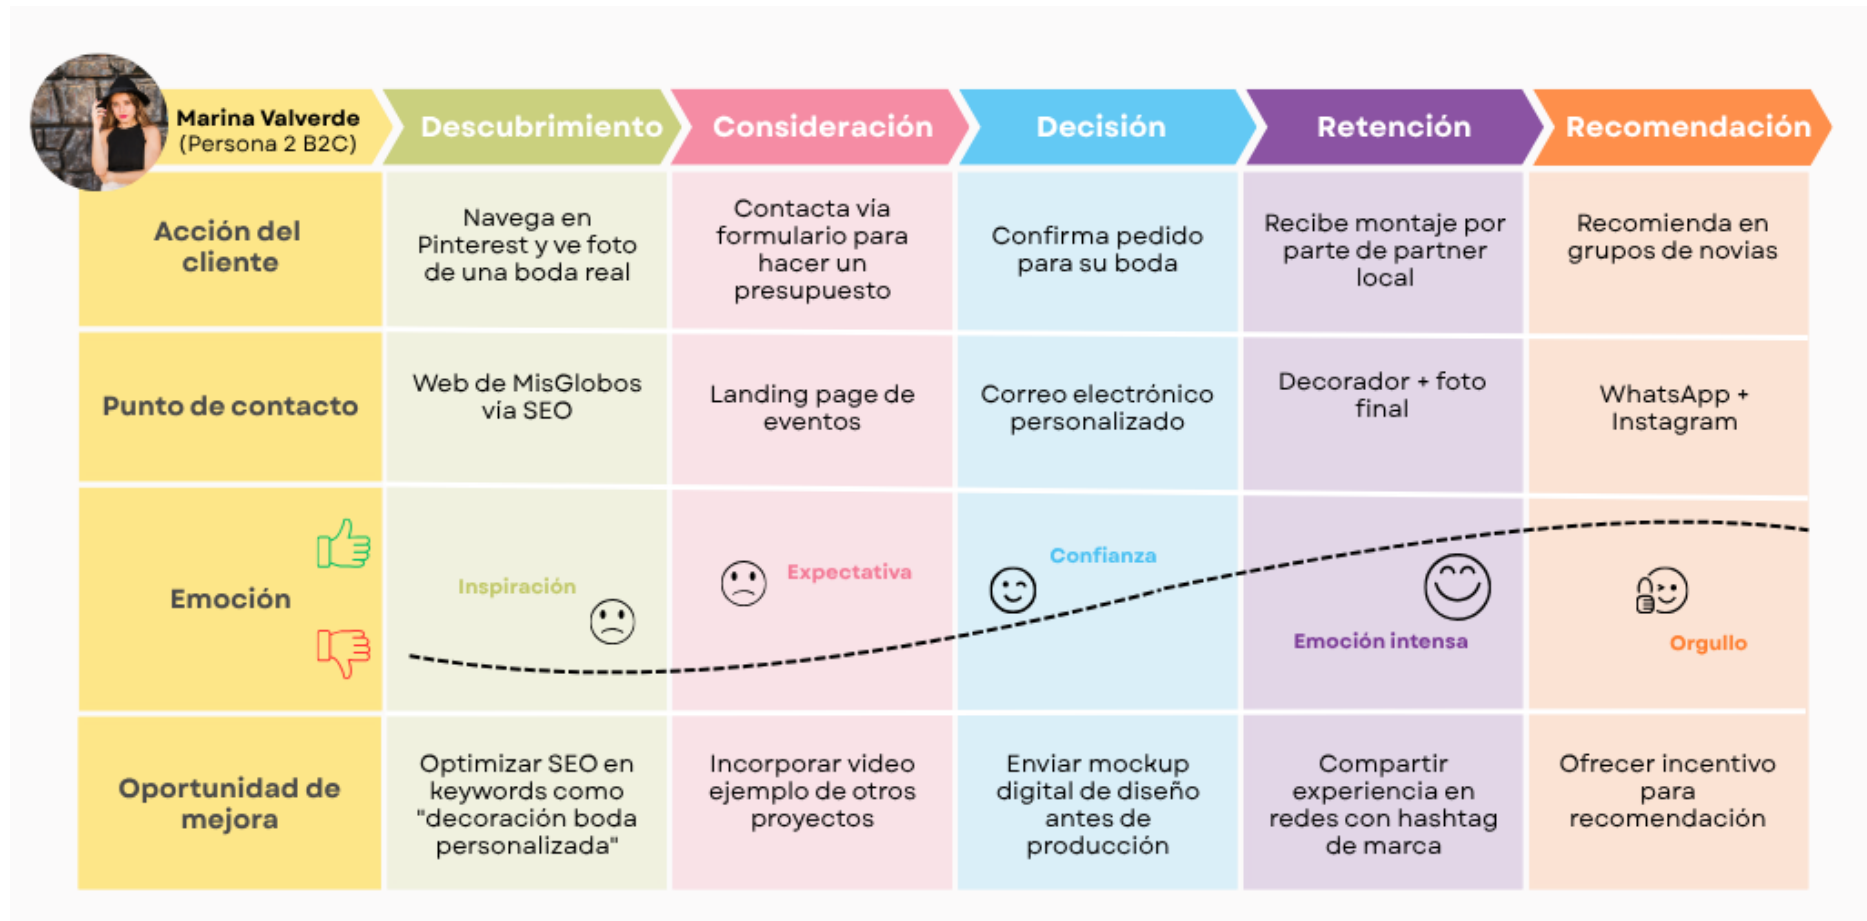 Marina Valverde
(Persona 2 B2C)
Descubrimiento
Consideración
Decisión
Retención
Recomendación
Acción del
cliente
Navega en
Pinterest y ve foto
de una boda real
Contacta vía
formulario para
hacer un
presupuesto
Confirma pedido
para su boda
Recibe montaje por
parte de partner
local
Recomienda en
grupos de novias
Punto de contacto
Web de MisGlobos
vía SEO
Landing page de
eventos
Correo electrónico
personalizado
Decorador + foto
final
WhatsApp +
Instagram
Emoción
Inspiración
Expectativa
Confianza
Emoción intensa
Orgullo
Oportunidad de
mejora
Optimizar SEO en
keywords como
"decoración boda
personalizada"
Incorporar video
ejemplo de otros
proyectos
Enviar mockup
digital de diseño
antes de
producción
Compartir
experiencia en
redes con hashtag
de marca
Ofrecer incentivo
para
recomendación